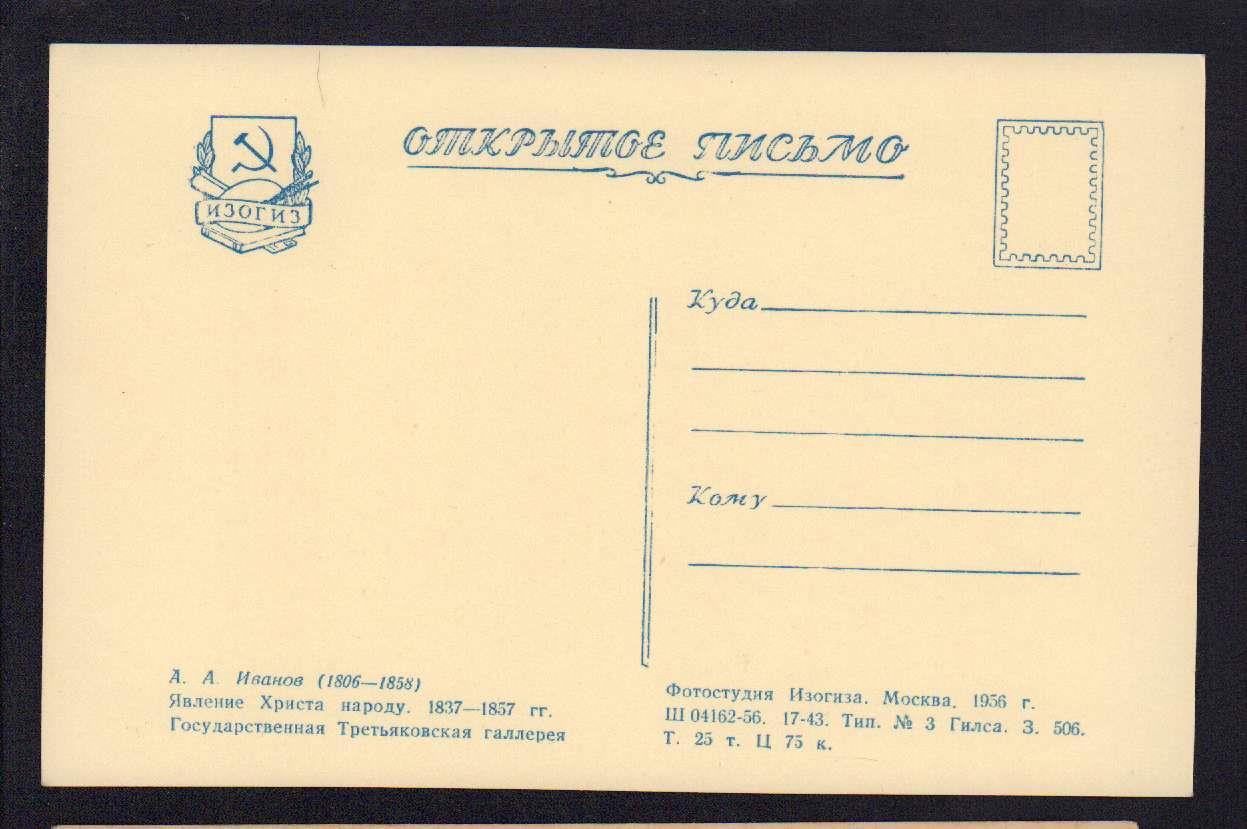 ОТКРЫТОЕ ПИСЬМО
ИЗОГИЗ
Куда
Кому
А. А. Иванов (1806—1858)
Явление Христа народу. 1837—1857 гг.
Государственная Третьяковская галлерея
Фотостудия Изогиза. Москва. 1956 г.
Ш 04162-56. 17-43. Тип. № 3 Гилса. З. 506.
Т. 25 т. Ц 75 к.